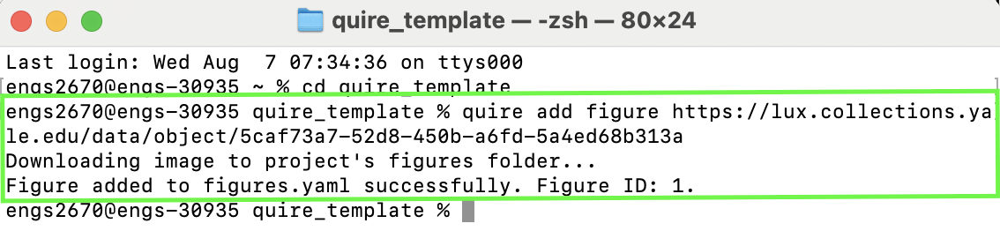 quire_template — -zsh — 80×24
Last login: Wed Aug  7 07:34:36 on ttys000
engs2670@engs-30935 ~ % cd quire_template
engs2670@engs-30935 quire_template % quire add figure https://lux.collections.ya
le.edu/data/object/5caf73a7-52d8-450b-a6fd-5a4ed68b313a
Downloading image to project's figures folder...
Figure added to figures.yaml successfully. Figure ID: 1.
engs2670@engs-30935 quire_template %